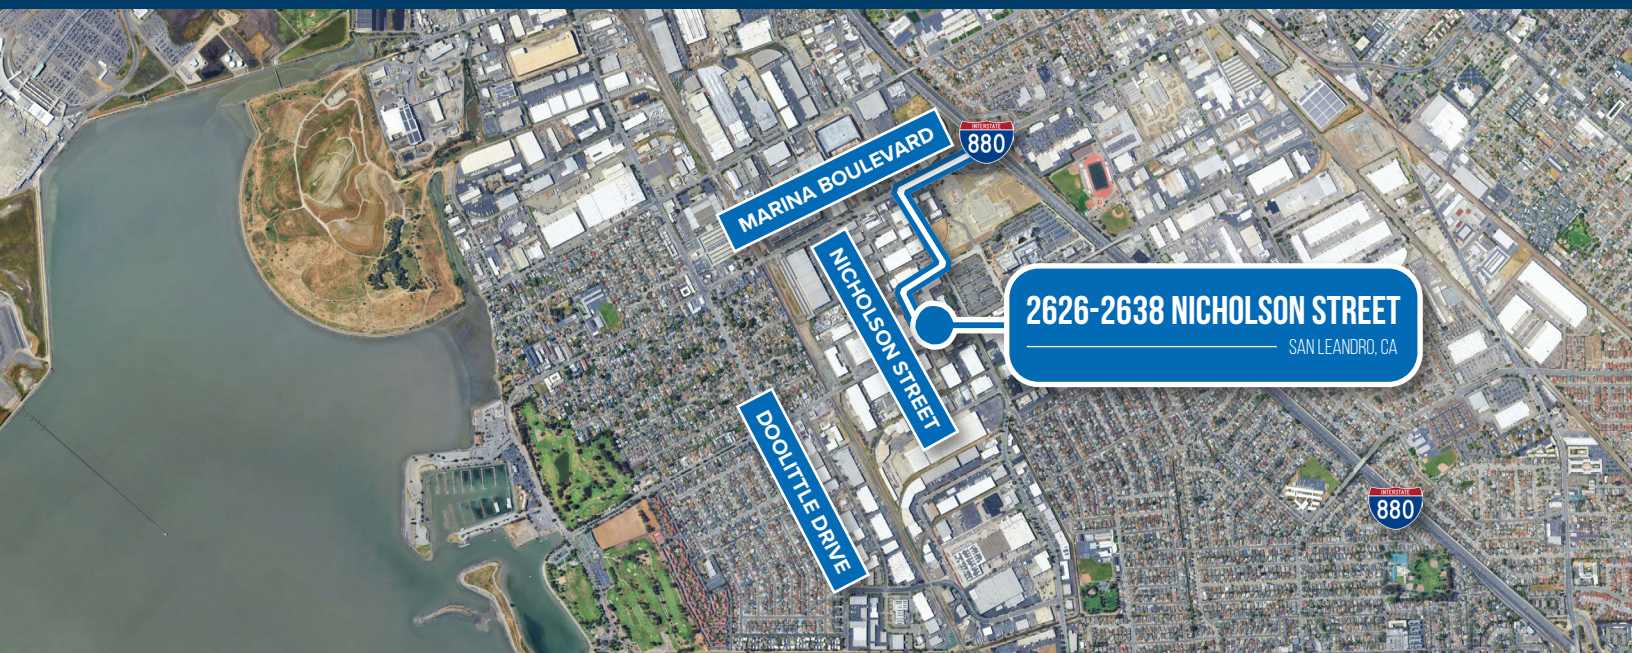 MARINA BOULEVARD
INTERSTATE
880
NICHOLSON STREET
2626-2638 NICHOLSON STREET
SAN LEANDRO, CA
DOOLITTLE DRIVE
INTERSTATE
880